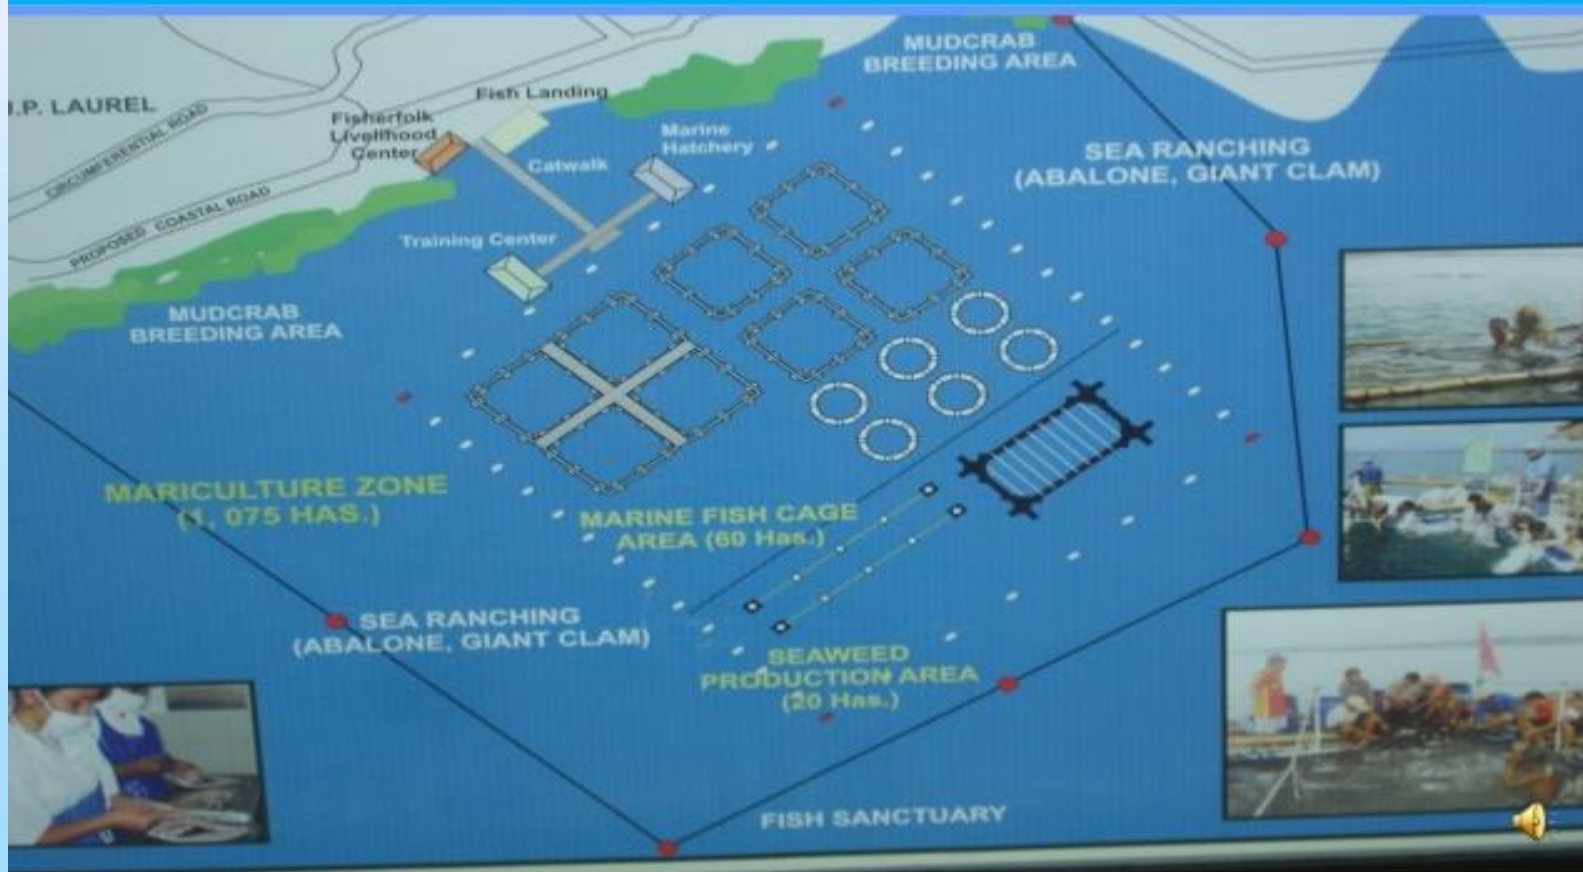 MUDCRAB
BREEDING AREA
J.P. LAUREL
CIRCUMFERENTIAL ROAD
Fish Landing
Fisherfolk
Livelihood
Center
Catwalk
Marine
Hatchery
SEA RANCHING
(ABALONE, GIANT CLAM)
PROPOSED COASTAL ROAD
Training Center
MUDCRAB
BREEDING AREA
MARICULTURE ZONE
(1, 075 HAS.)
MARINE FISH CAGE
AREA (60 Has.)
SEA RANCHING
(ABALONE, GIANT CLAM)
SEAWEED
PRODUCTION AREA
(20 Has.)
FISH SANCTUARY